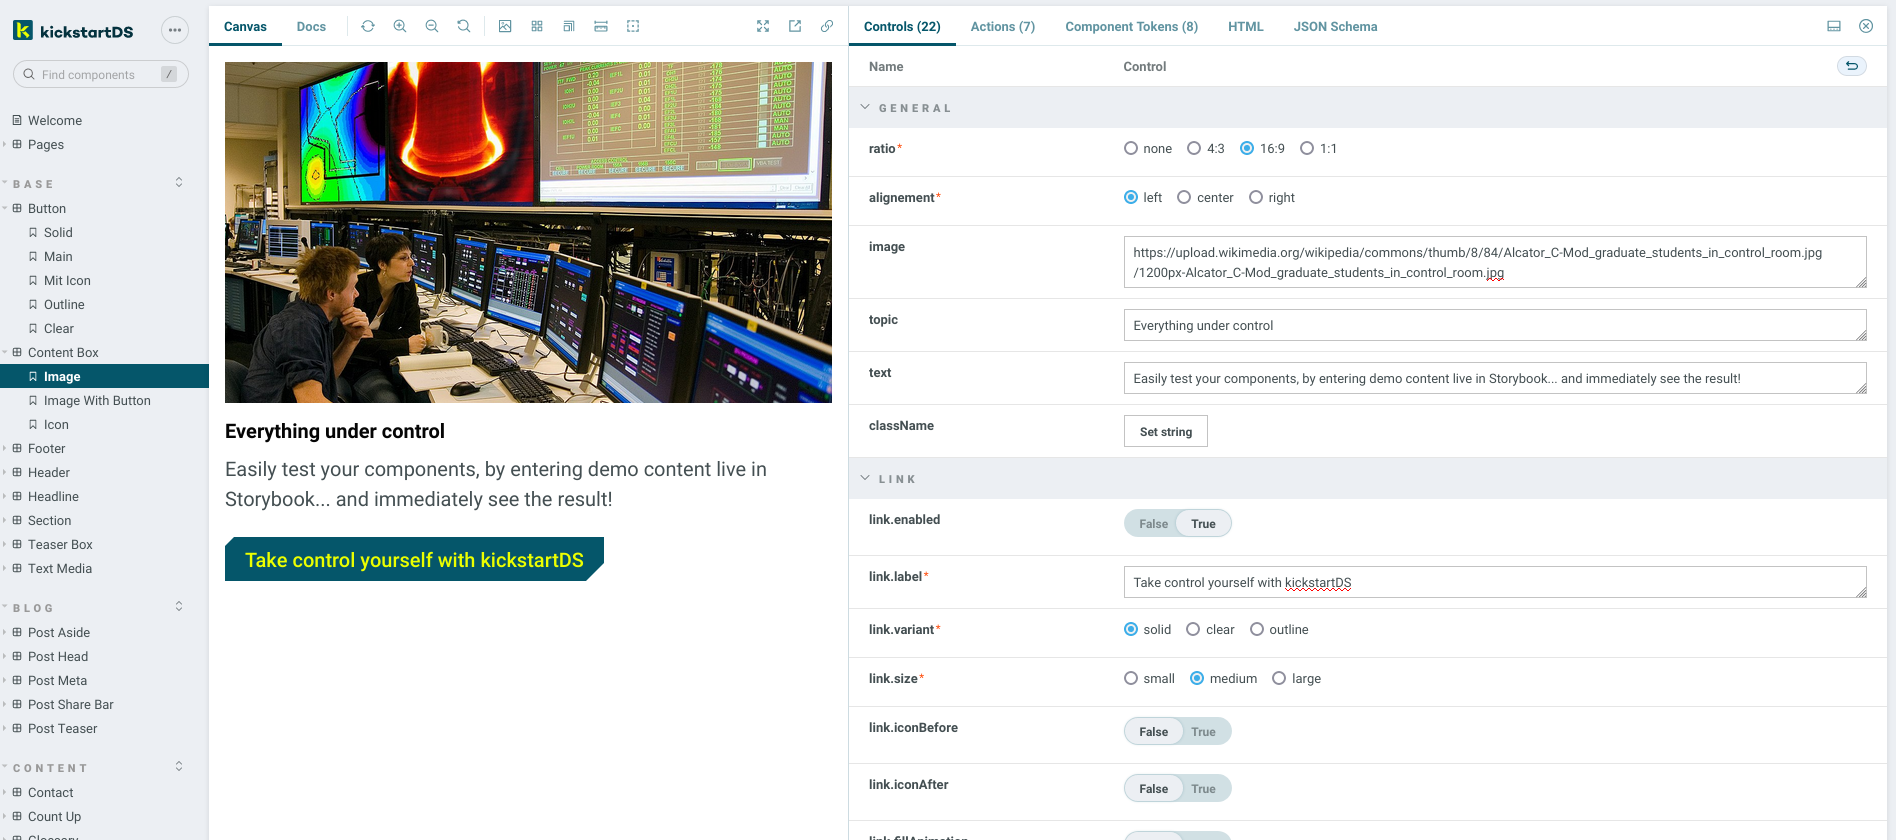 kickstartDS
Find components /
Welcome
Pages
BASE
Button
Solid
Main
Mit Icon
Outline
Clear
Content Box
Image
Image With Button
Icon
Footer
Header
Headline
Section
Teaser Box
Text Media
BLOG
Post Aside
Post Head
Post Meta
Post Share Bar
Post Teaser
CONTENT
Contact
Count Up
Glossary
Canvas Docs
Everything under control
Easily test your components, by entering demo content live in
Storybook... and immediately see the result!
Take control yourself with kickstartDS
Controls (22) Actions (7) Component Tokens (8) HTML JSON Schema
Name Control
GENERAL
ratio* none 4:3 16:9 1:1
alignement* left center right
image https://upload.wikimedia.org/wikipedia/commons/thumb/8/84/Alcator_C-Mod_graduate_students_in_control_room.jpg
/1200px-Alcator_C-Mod_graduate_students_in_control_room.jpg
topic Everything under control
text Easily test your components, by entering demo content live in Storybook... and immediately see the result!
className Set string
LINK
link.enabled False True
link.label* Take control yourself with kickstartDS
link.variant* solid clear outline
link.size* small medium large
link.iconBefore False True
link.iconAfter False True
link.fillAnimation